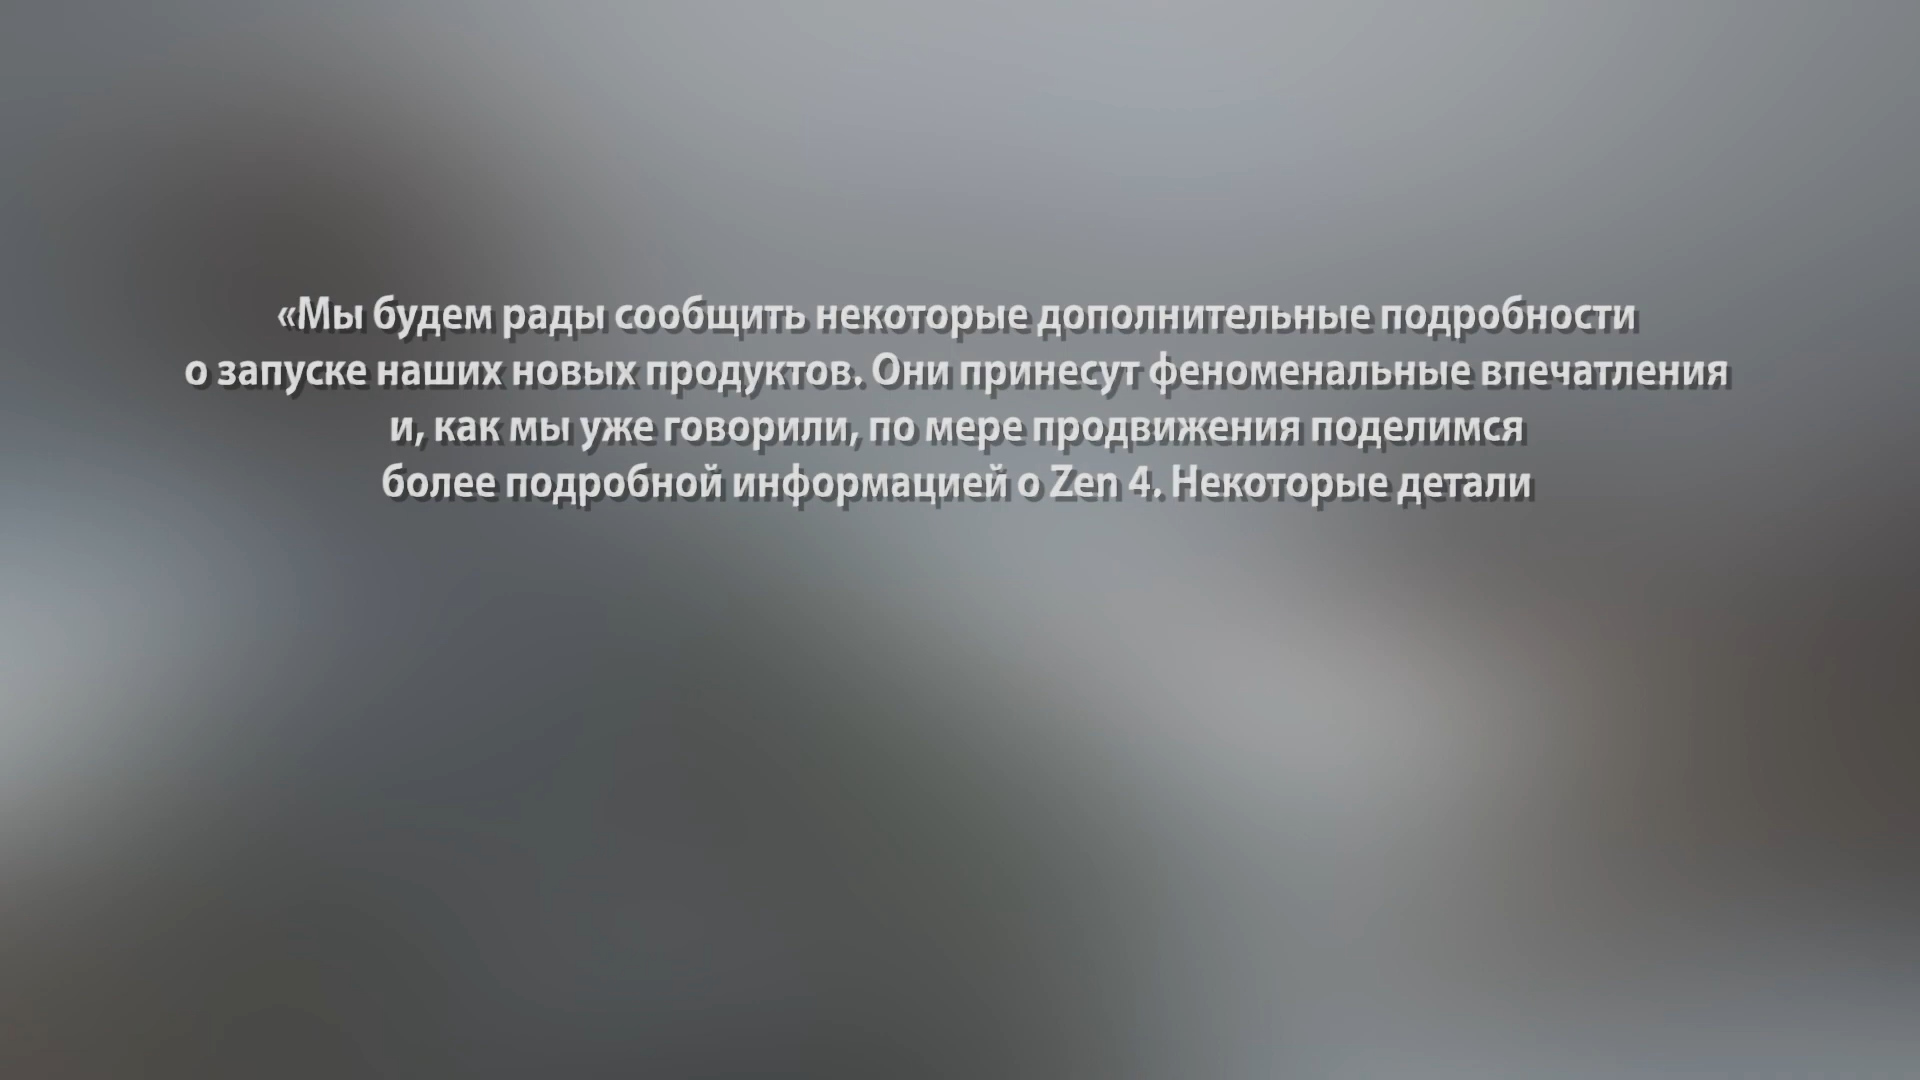 «Мы будем рады сообщить некоторые дополнительные подробности
о запуске наших новых продуктов. Они принесут феноменальные впечатления
и, как мы уже говорили, по мере продвижения поделимся
более подробной информацией о Zen 4. Некоторые детали